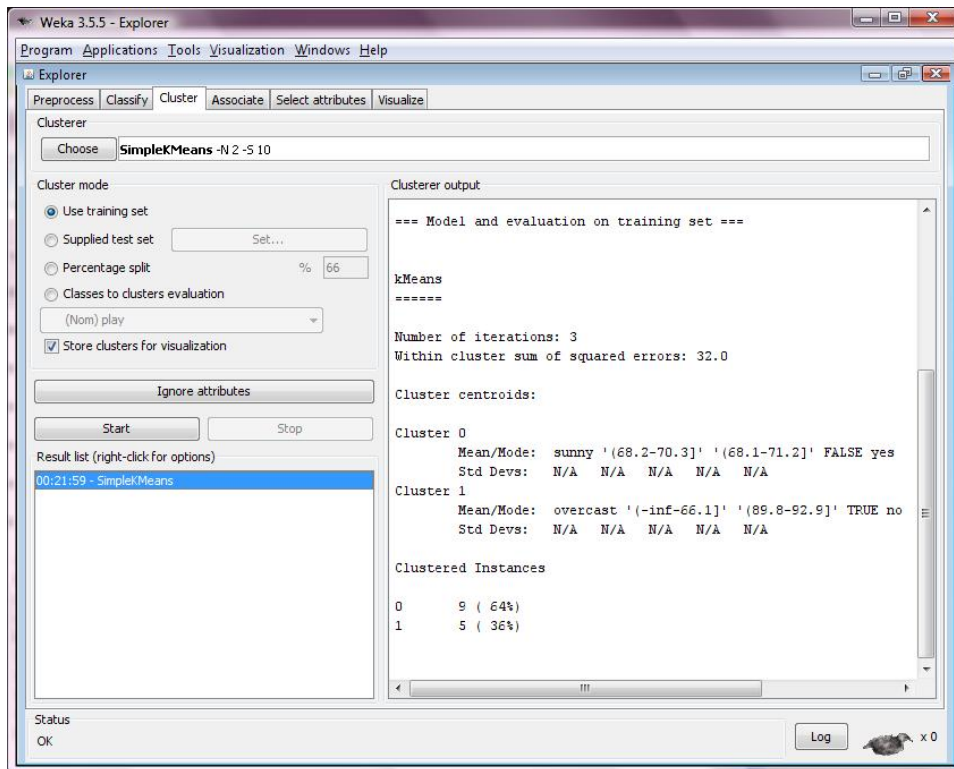 Weka 3.5.5 - Explorer
Program Applications Tools Visualization Windows Help
Explorer
Preprocess Classify Cluster Associate Select attributes Visualize
Clusterer
Choose SimpleKMeans -N 2 -S 10
Cluster mode
Use training set
Supplied test set Set...
Percentage split % 66
Classes to clusters evaluation
(Nom) play
Store clusters for visualization
Ignore attributes
Start Stop
Result list (right-click for options)
00:21:59 - SimpleKMeans
Clusterer output
=== Model and evaluation on training set ===
kMeans
======
Number of iterations: 3
Within cluster sum of squared errors: 32.0
Cluster centroids:
Cluster 0
Mean/Mode: sunny '(68.2-70.3]' '(68.1-71.2]' FALSE yes
Std Devs: N/A N/A N/A N/A N/A
Cluster 1
Mean/Mode: overcast '(-inf-66.1]' '(89.8-92.9]' TRUE no
Std Devs: N/A N/A N/A N/A N/A
Clustered Instances
0 9 ( 64%)
1 5 ( 36%)
Status
OK
Log x 0